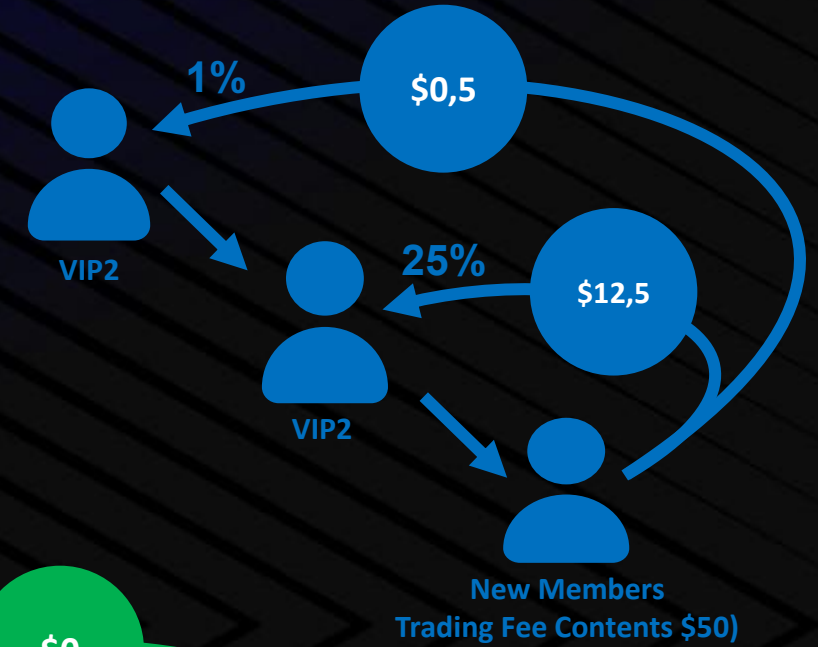 1%
$0,5
VIP2
25%
$12,5
VIP2
New Members
Trading Fee Contents $50)